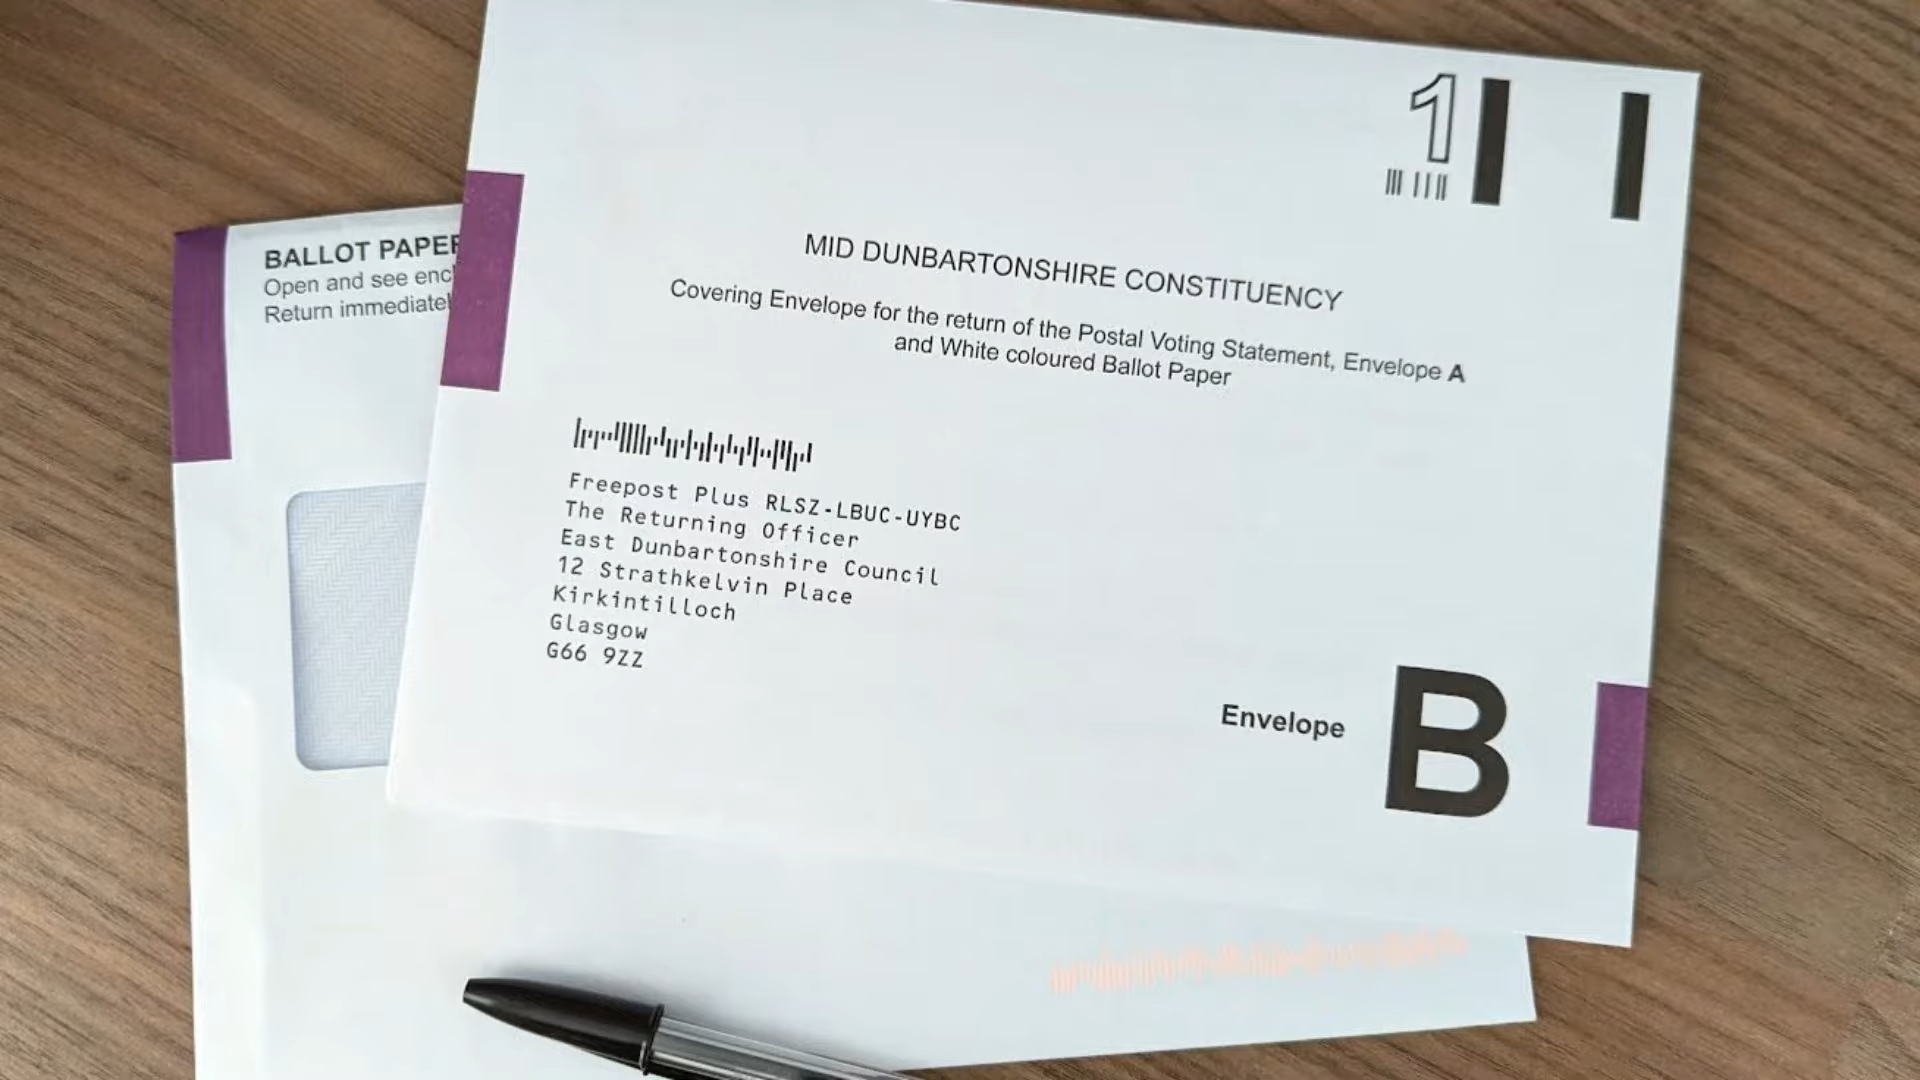 BALLOT PAPER
Open and see
Return
1
MID DUNBARTONSHIRE CONSTITUENCY
Covering Envelope for the return of the Postal Voting Statement, Envelope A
and White coloured Ballot Paper
Freepost Plus RLSZ-LBUC-UYBC
The Returning Officer
East Dunbartonshire Council
12 Strathkelvin Place
Kirkintilloch
Glasgow
G66 9ZZ
Envelope B